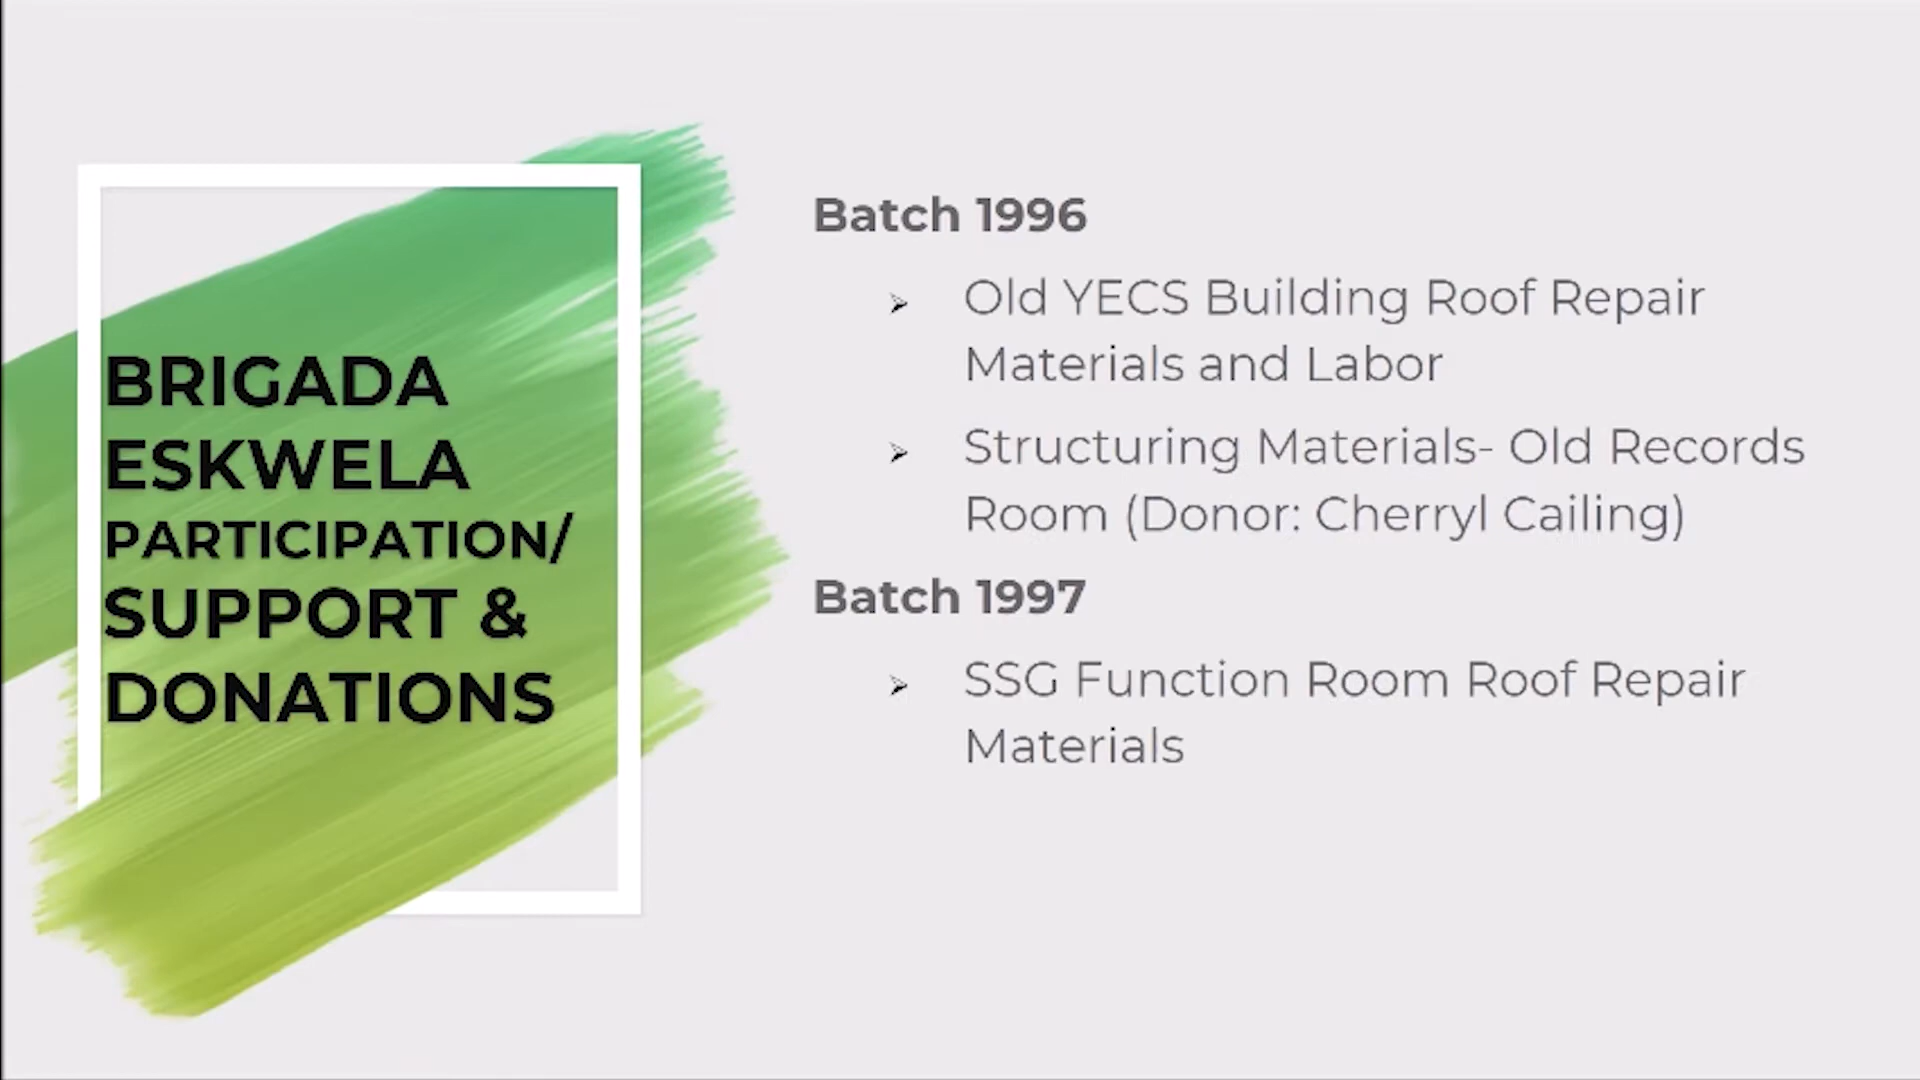 BRIGADA
ESKWELA
PARTICIPATION/
SUPPORT &
DONATIONS
Batch 1996
Old YECS Building Roof Repair
Materials and Labor
Structuring Materials- Old Records
Room (Donor: Cherryl Cailing)
Batch 1997
SSG Function Room Roof Repair
Materials